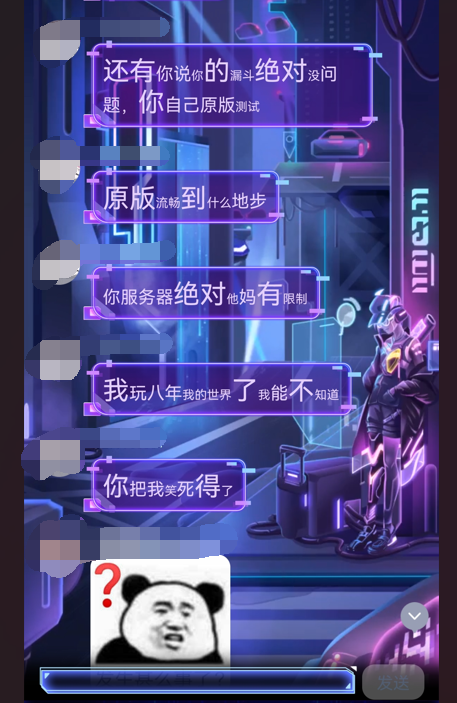 还有你说你的漏斗绝对没问
题，你自己原版测试
原版流畅到什么地步
你服务器绝对他妈有限制
我玩八年我的世界了我能不知道
你把我笑死得了
发送